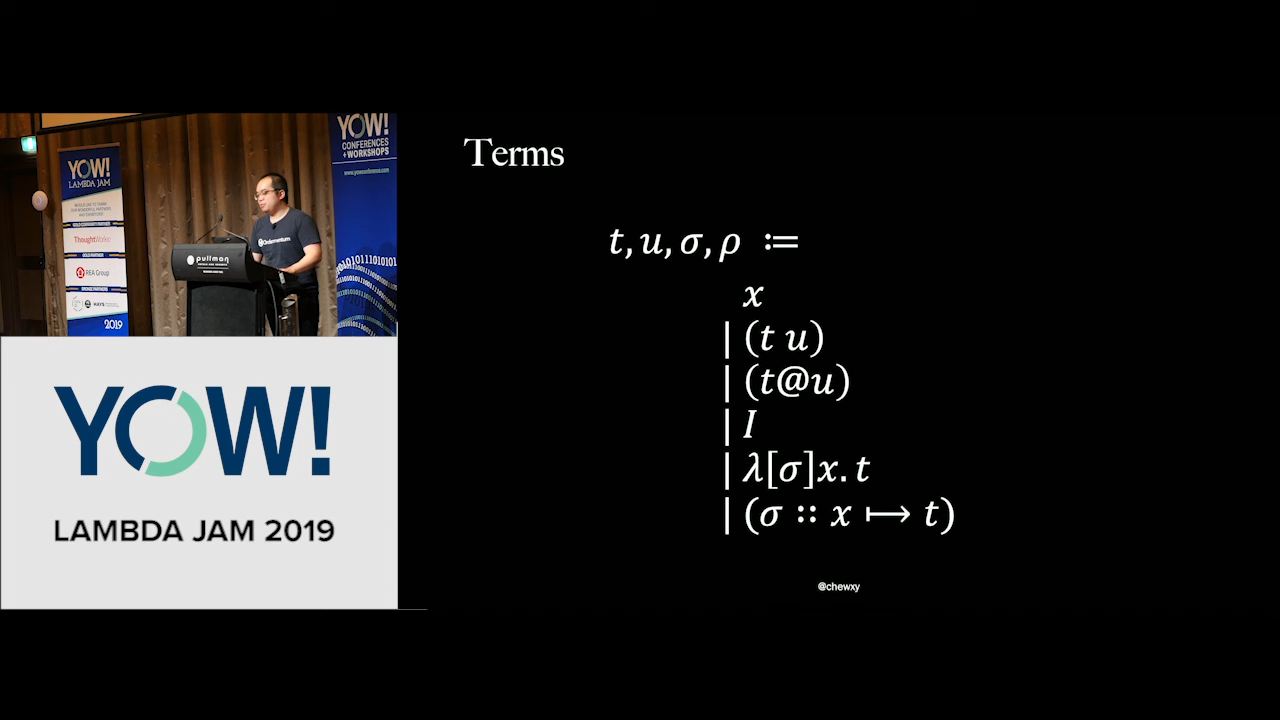 YOW!
CONFERENCES
+WORKSHOPS
www.yowconference.com
YOW!
LAMBDA JAM
ThoughtWorks
REA Group
HAYS
2019
pullman
YOW!
LAMBDA JAM 2019
Terms
t, u, σ, ρ ≔
x
| (t u)
| (t@u)
| I
| λ[σ]x. t
| (σ ∷ x ⟼ t)
@chewxy